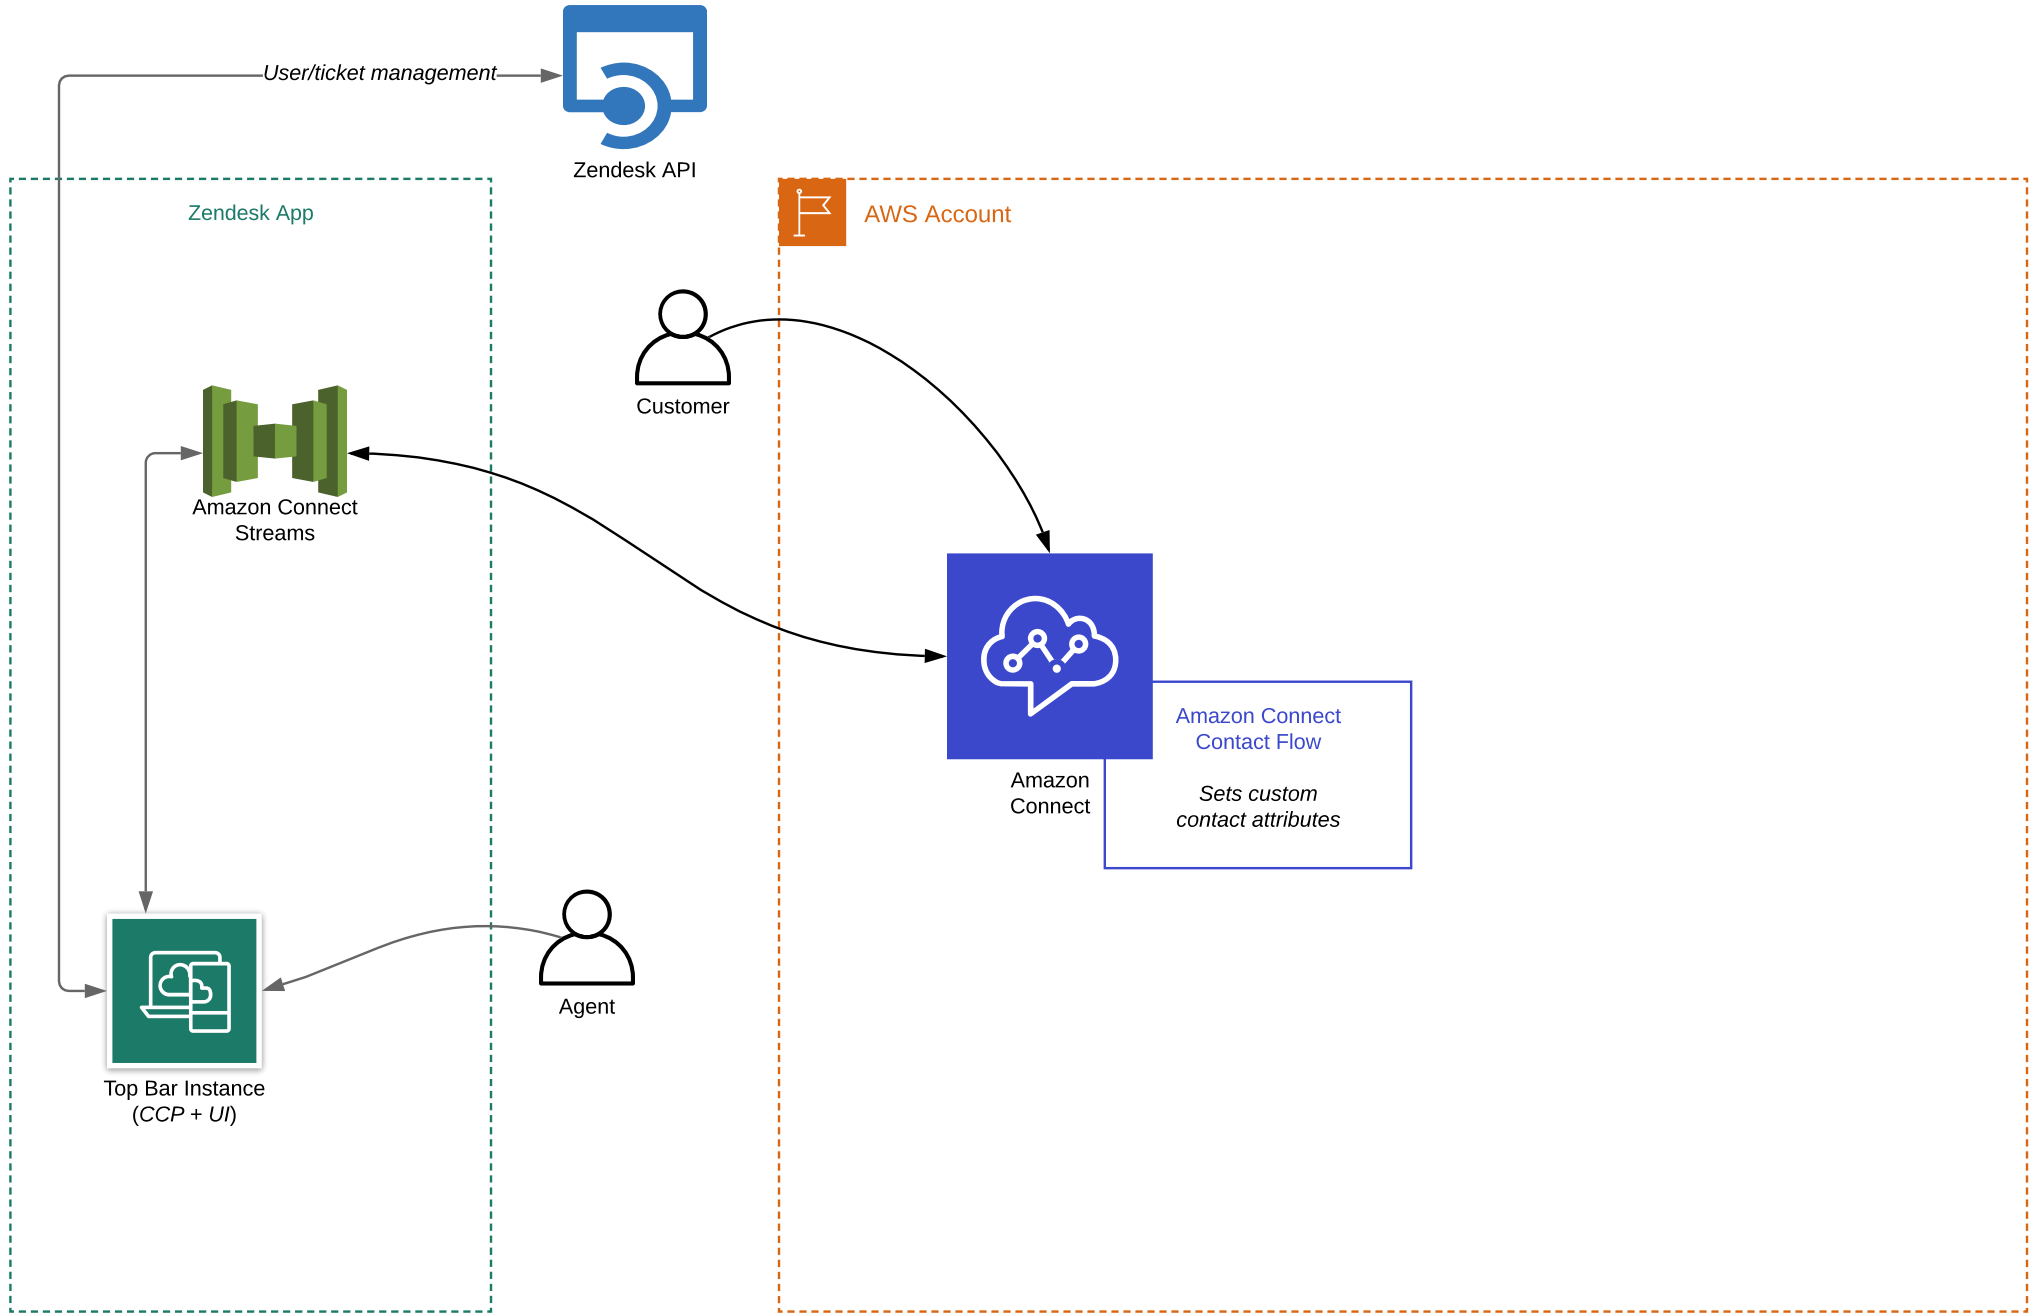 User/ticket management
Zendesk API
Zendesk App
AWS Account
Customer
Amazon Connect
Streams
Amazon Connect
Contact Flow
Sets custom
contact attributes
Amazon
Connect
Agent
Top Bar Instance
(CCP + UI)